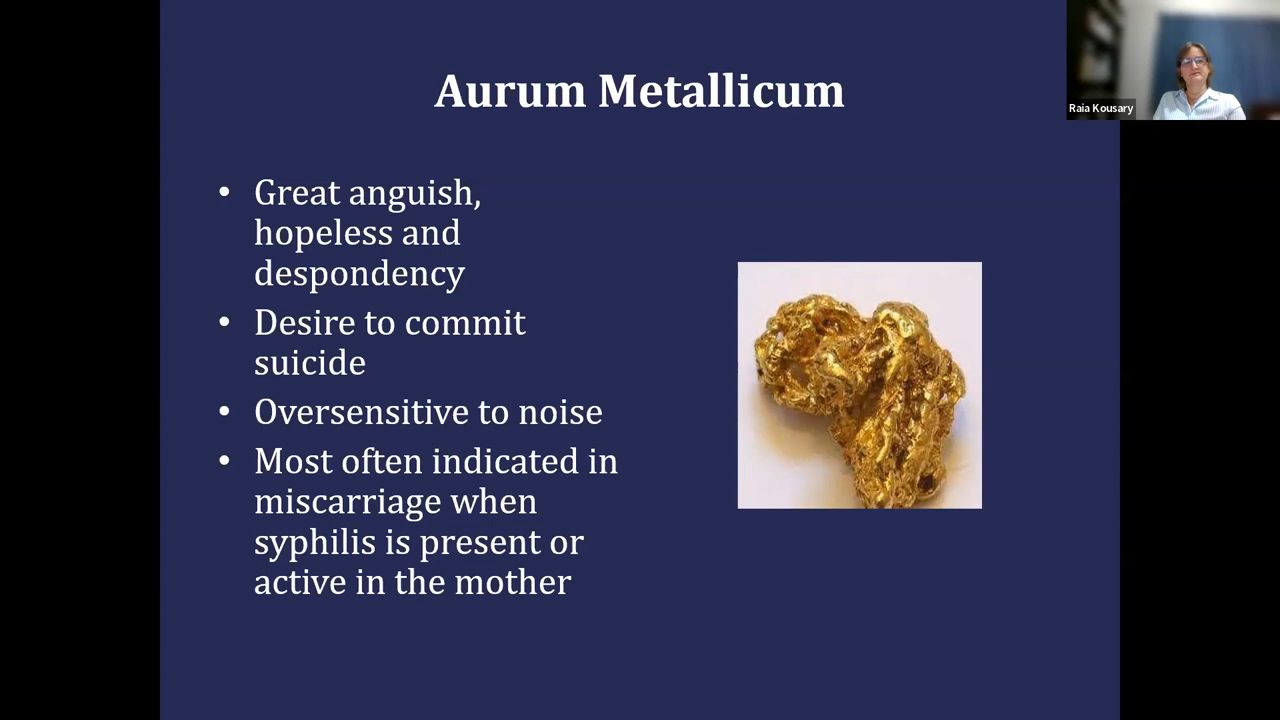 Aurum Metallicum
Raia Kousary
• Great anguish,
hopeless and
despondency
• Desire to commit
suicide
• Oversensitive to noise
• Most often indicated in
miscarriage when
syphilis is present or
active in the mother